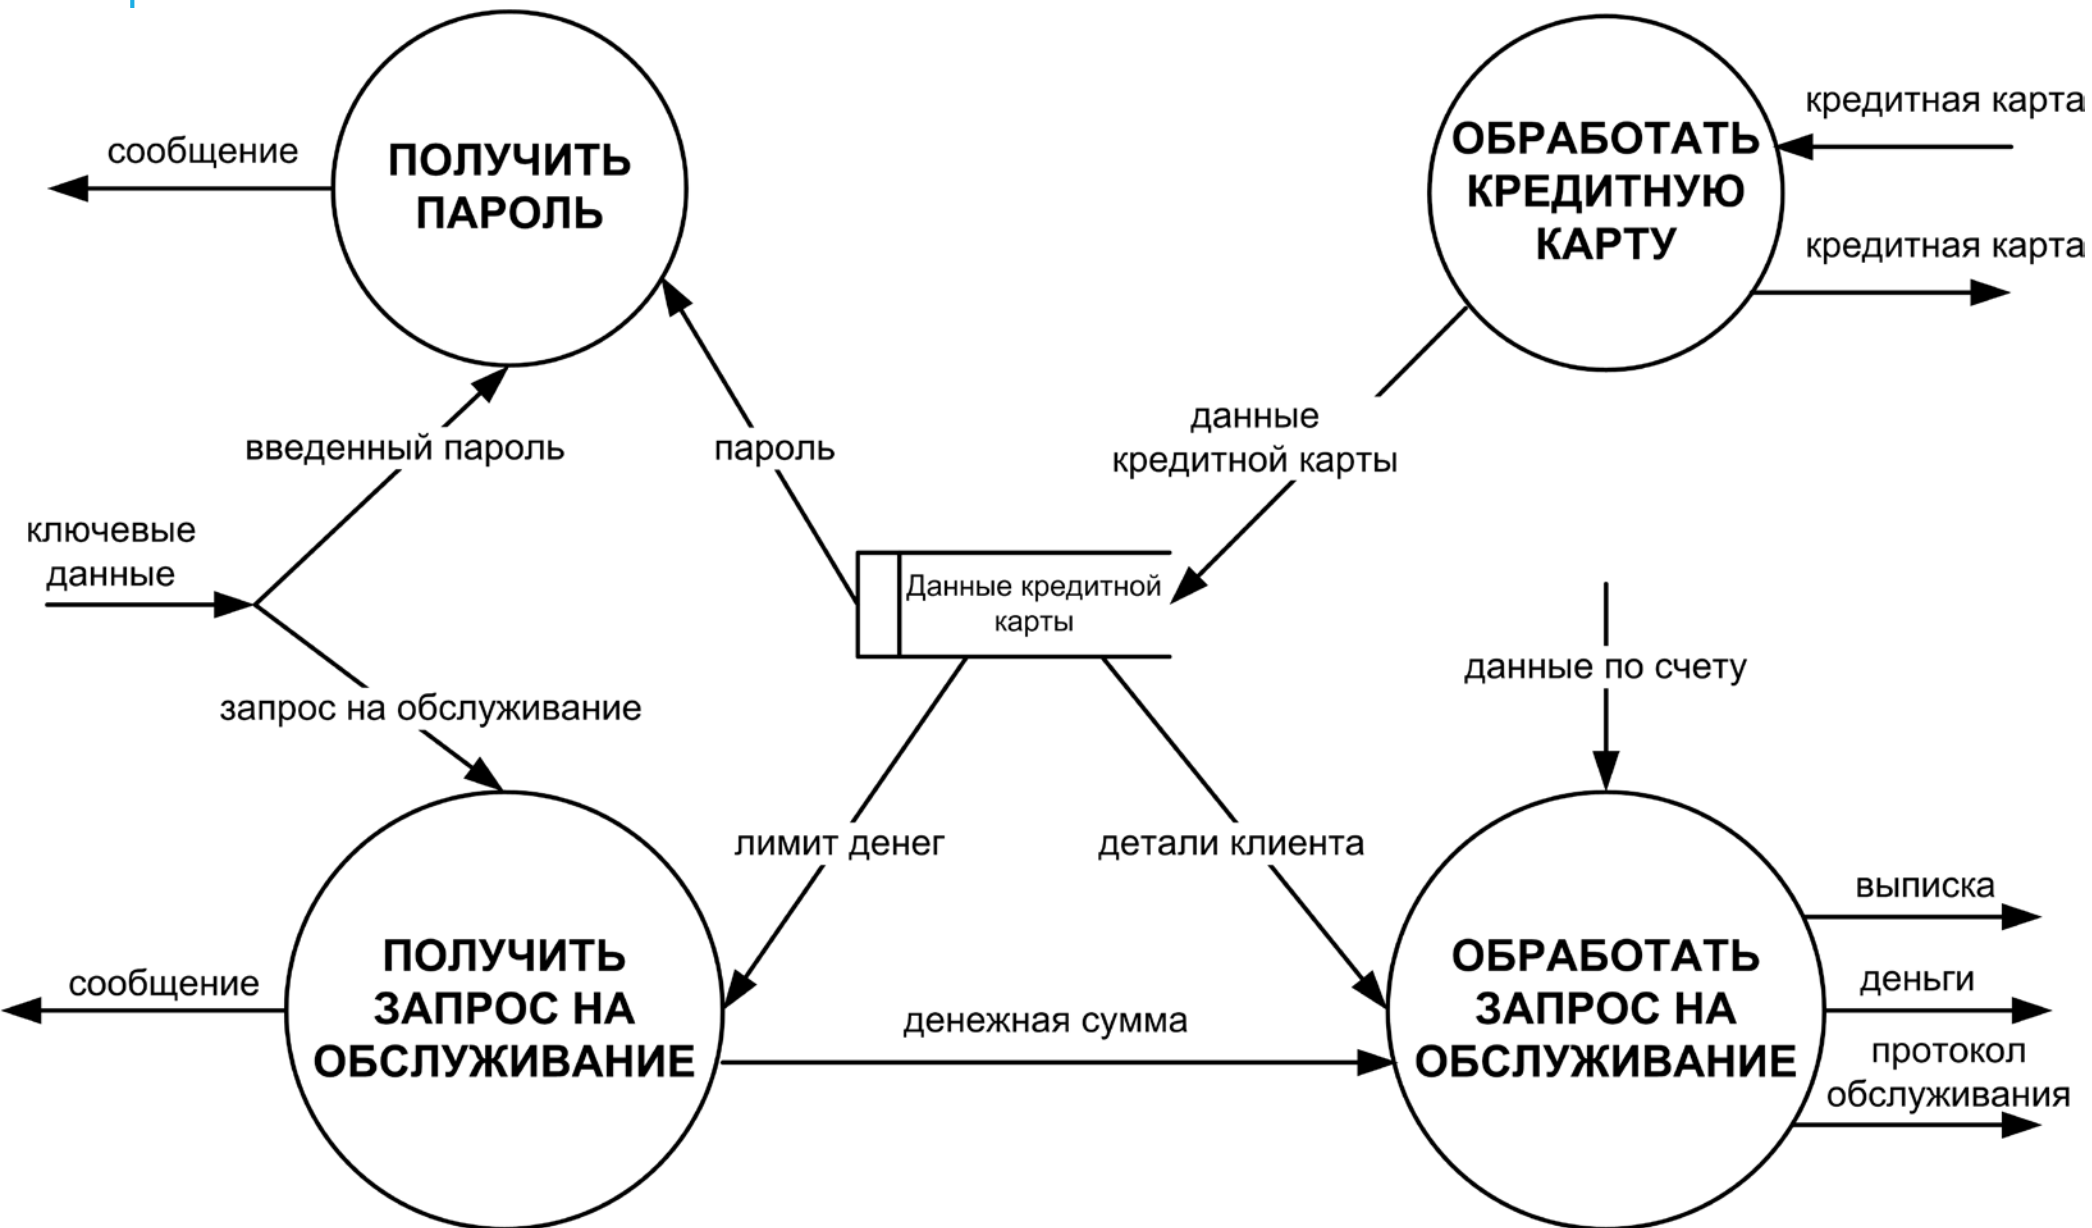 кредитная карта
сообщение
ПОЛУЧИТЬ
ПАРОЛЬ
ОБРАБОТАТЬ
КРЕДИТНУЮ
КАРТУ
кредитная карта
данные
кредитной карты
введенный пароль
пароль
ключевые
данные
Данные кредитной
карты
данные по счету
запрос на обслуживание
лимит денег
детали клиента
выписка
ПОЛУЧИТЬ
ЗАПРОС НА
ОБСЛУЖИВАНИЕ
сообщение
денежная сумма
ОБРАБОТАТЬ
ЗАПРОС НА
ОБСЛУЖИВАНИЕ
деньги
протокол
обслуживания